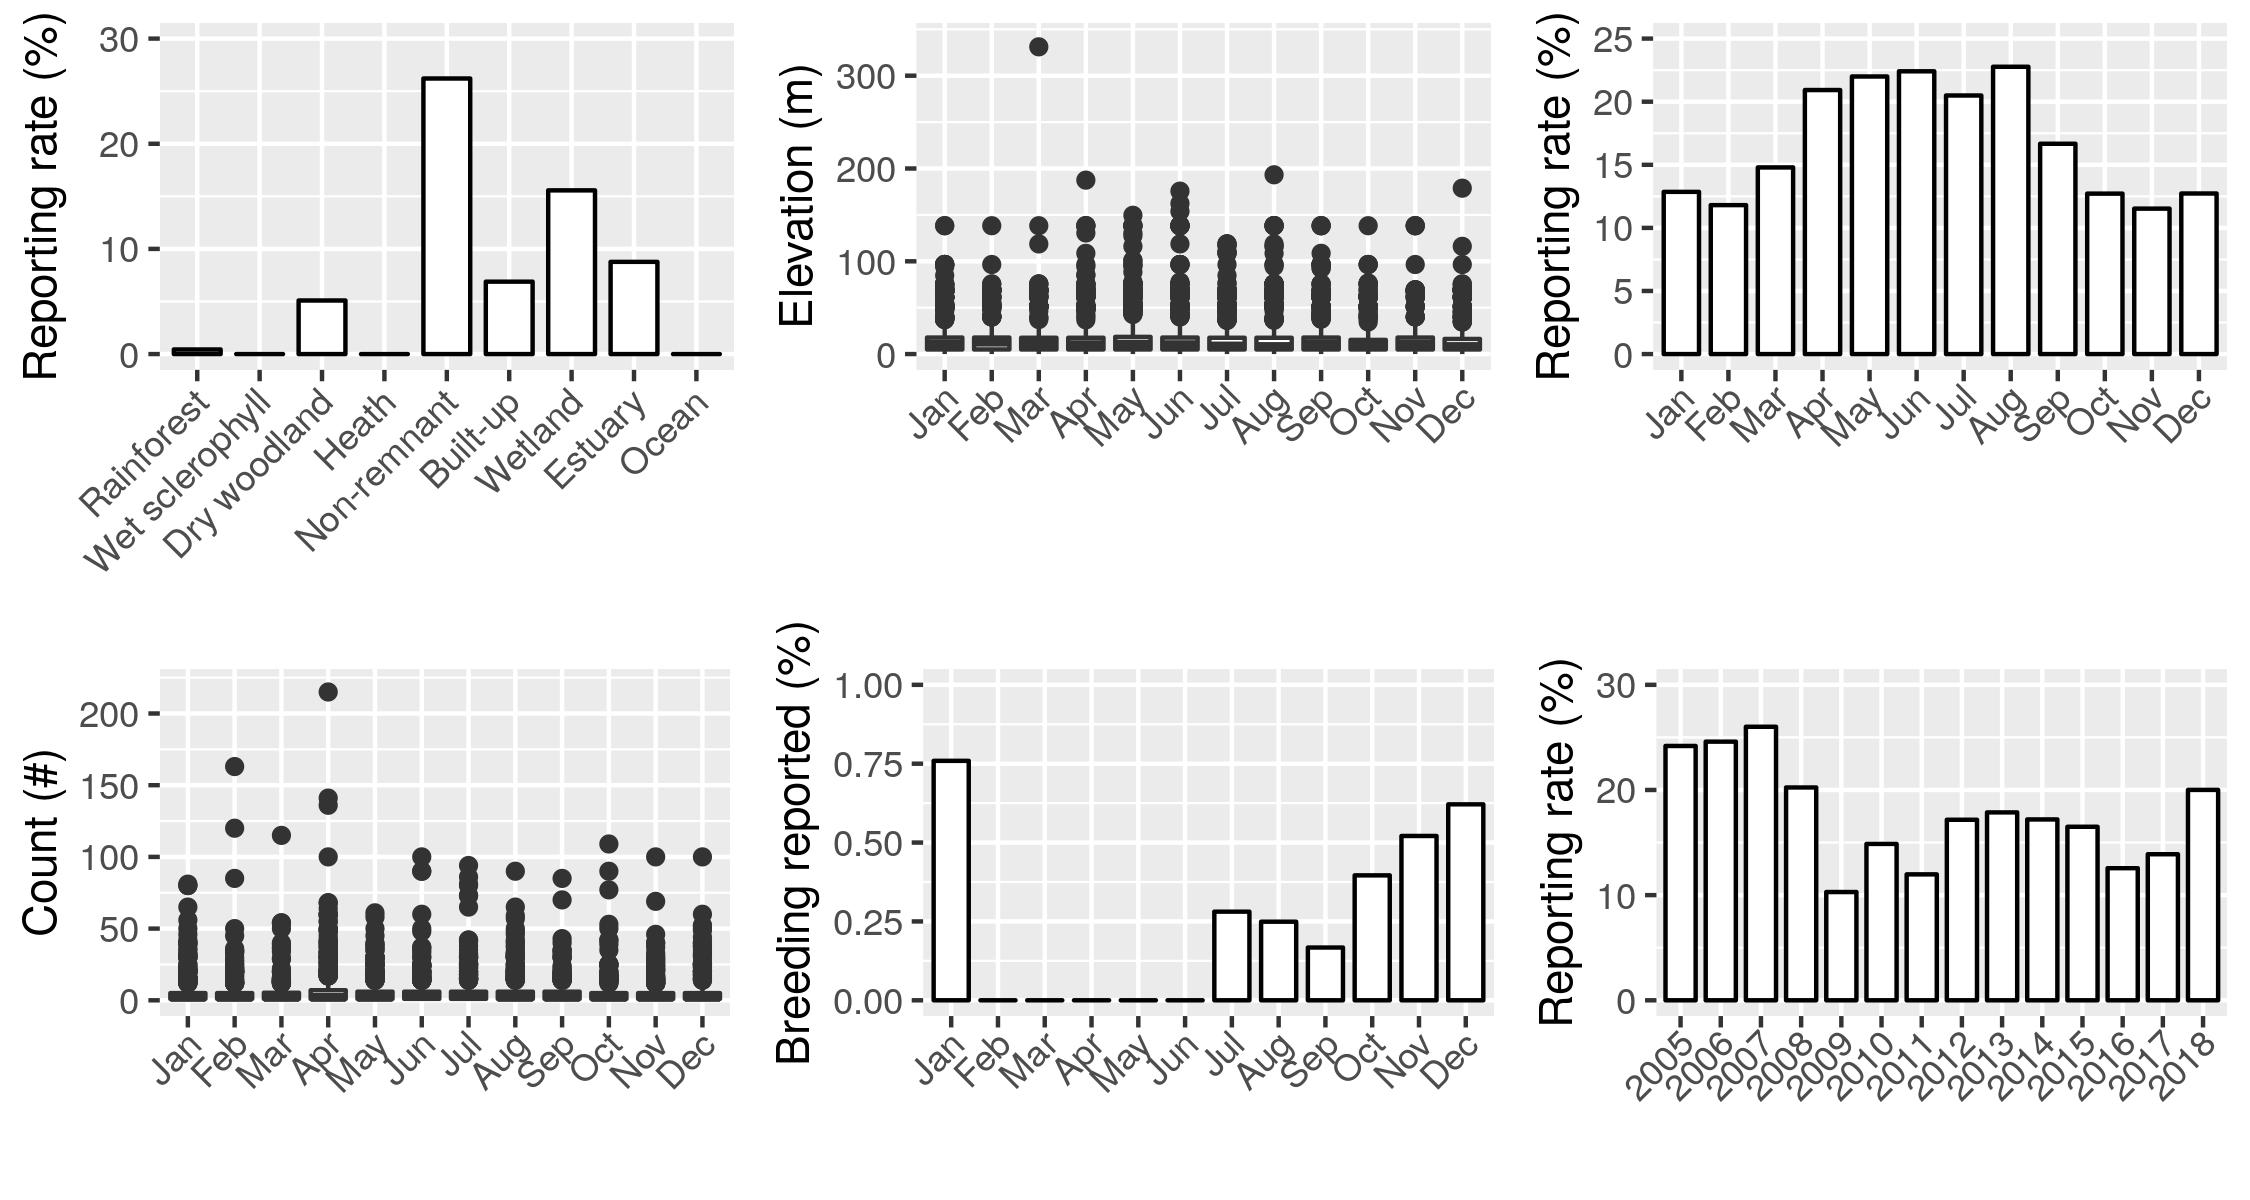 Reporting rate (%)
30
20
10
0
Rainforest
Wet sclerophyll
Dry woodland
Heath
Non-remnant
Built-up
Wetland
Estuary
Ocean
Elevation (m)
300
200
100
0
Jan
Feb
Mar
Apr
May
Jun
Jul
Aug
Sep
Oct
Nov
Dec
Reporting rate (%)
25
20
15
10
5
0
Jan
Feb
Mar
Apr
May
Jun
Jul
Aug
Sep
Oct
Nov
Dec
Count (#)
200
150
100
50
0
Jan
Feb
Mar
Apr
May
Jun
Jul
Aug
Sep
Oct
Nov
Dec
Breeding reported (%)
1.00
0.75
0.50
0.25
0.00
Jan
Feb
Mar
Apr
May
Jun
Jul
Aug
Sep
Oct
Nov
Dec
Reporting rate (%)
30
20
10
0
2005
2006
2007
2008
2009
2010
2011
2012
2013
2014
2015
2016
2017
2018